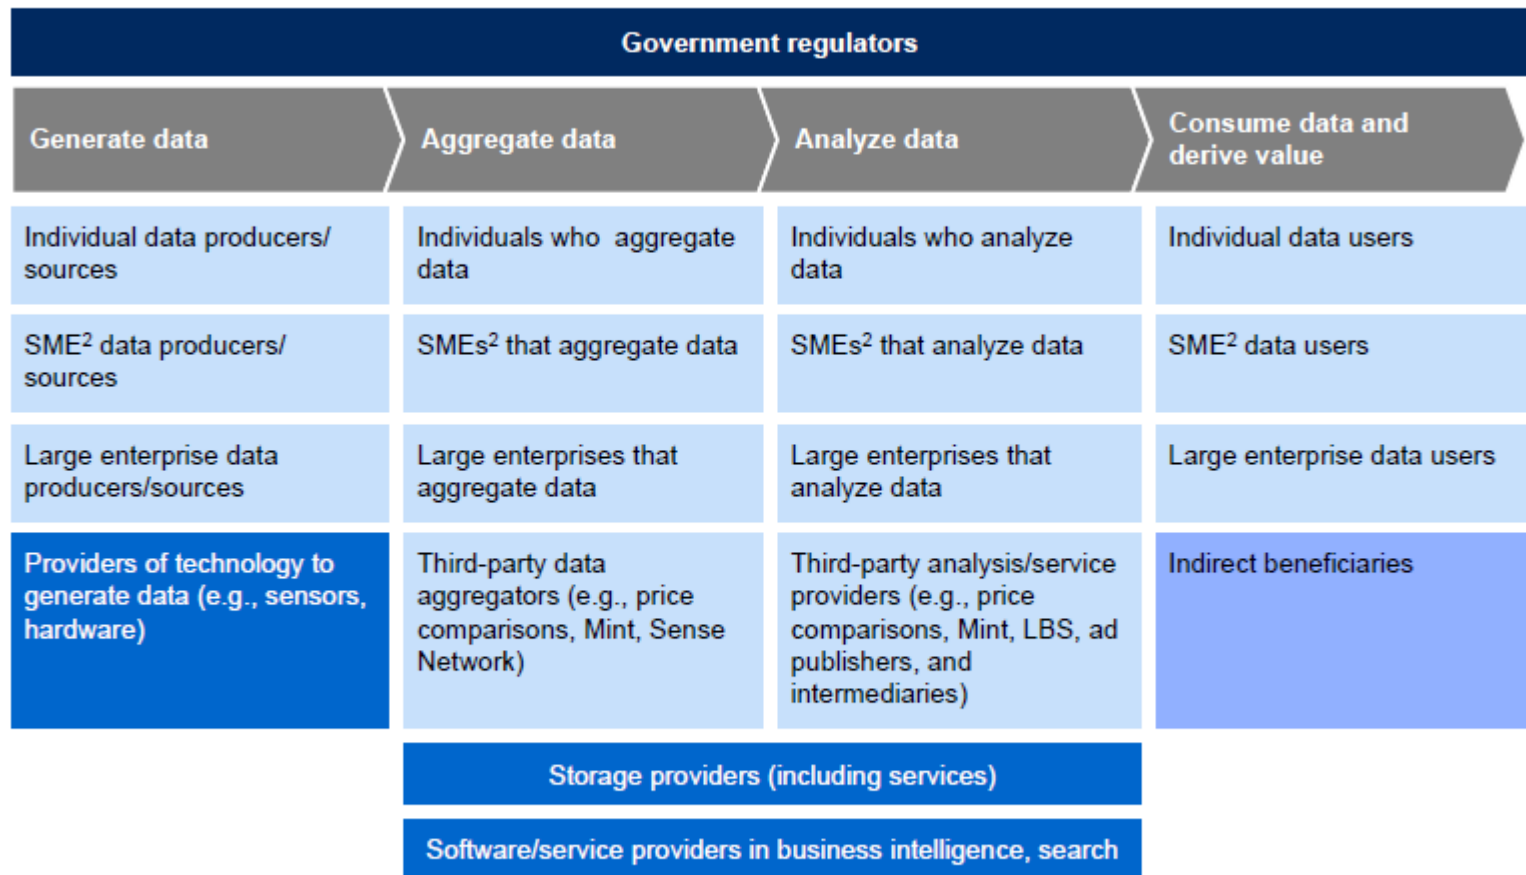 Government regulators
Generate data
Aggregate data
Analyze data
Consume data and
derive value
Individual data producers/
sources
Individuals who aggregate
data
Individuals who analyze
data
Individual data users
SME² data producers/
sources
SMEs² that aggregate data
SMEs² that analyze data
SME² data users
Large enterprise data
producers/sources
Large enterprises that
aggregate data
Large enterprises that
analyze data
Large enterprise data users
Providers of technology to
generate data (e.g., sensors,
hardware)
Third-party data
aggregators (e.g., price
comparisons, Mint, Sense
Network)
Third-party analysis/service
providers (e.g., price
comparisons, Mint, LBS, ad
publishers, and
intermediaries)
Indirect beneficiaries
Storage providers (including services)
Software/service providers in business intelligence, search